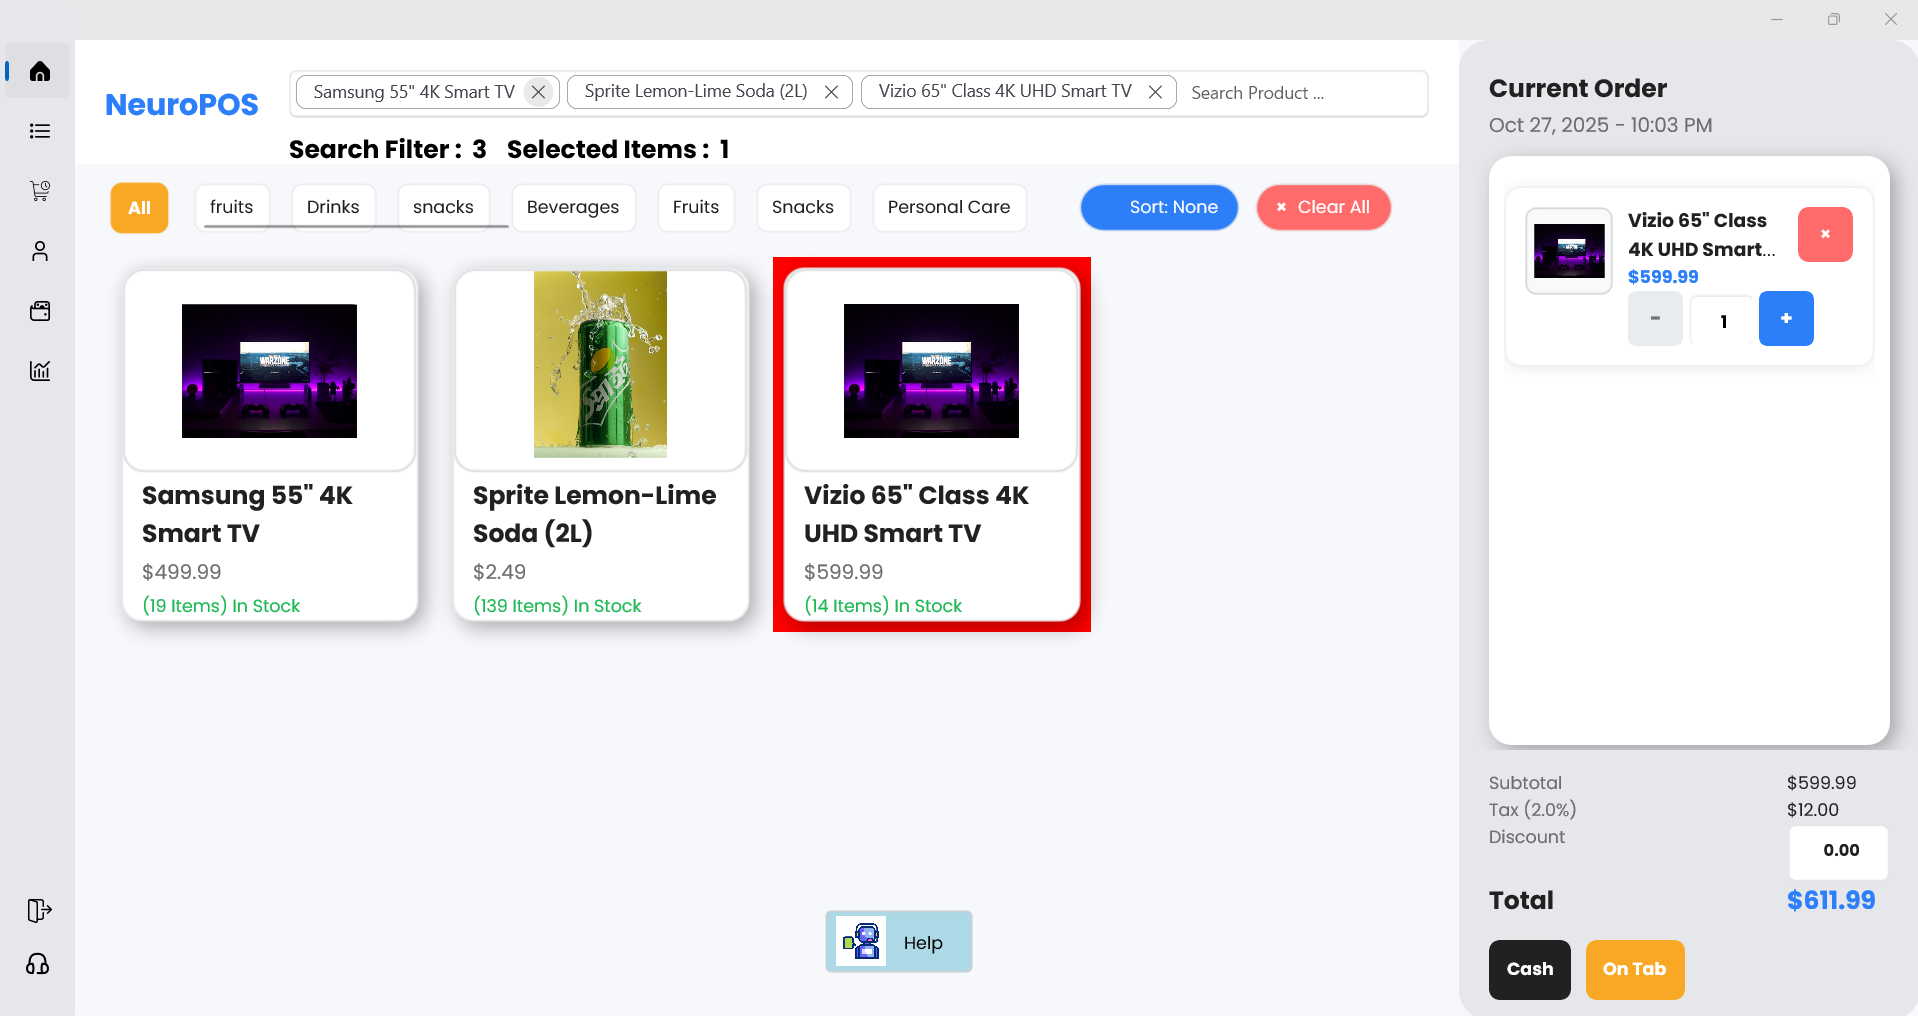 NeuroPOS
Samsung 55" 4K Smart TV
Sprite Lemon-Lime Soda (2L)
Vizio 65" Class 4K UHD Smart TV
Search Product ...
Search Filter : 3 Selected Items : 1
All
fruits
Drinks
snacks
Beverages
Fruits
Snacks
Personal Care
Sort: None
Clear All
WARZONE
Samsung 55" 4K
Smart TV
$499.99
(19 Items) In Stock
Sprite
Sprite Lemon-Lime
Soda (2L)
$2.49
(139 Items) In Stock
WARZONE
Vizio 65" Class 4K
UHD Smart TV
$599.99
(14 Items) In Stock
Help
Current Order
Oct 27, 2025 - 10:03 PM
Vizio 65" Class
4K UHD Smart...
$599.99
- 1 +
Subtotal $599.99
Tax (2.0%) $12.00
Discount 0.00
Total $611.99
Cash
On Tab